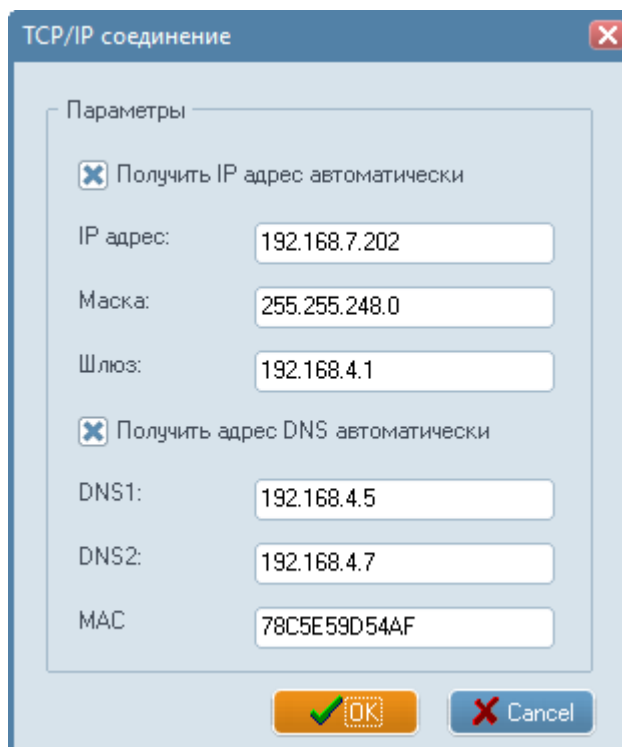 TCP/IP соединение
Параметры
Получить IP адрес автоматически
IP адрес: 192.168.7.202
Маска: 255.255.248.0
Шлюз: 192.168.4.1
Получить адрес DNS автоматически
DNS1: 192.168.4.5
DNS2: 192.168.4.7
MAC 78C5E59D54AF
OK Cancel